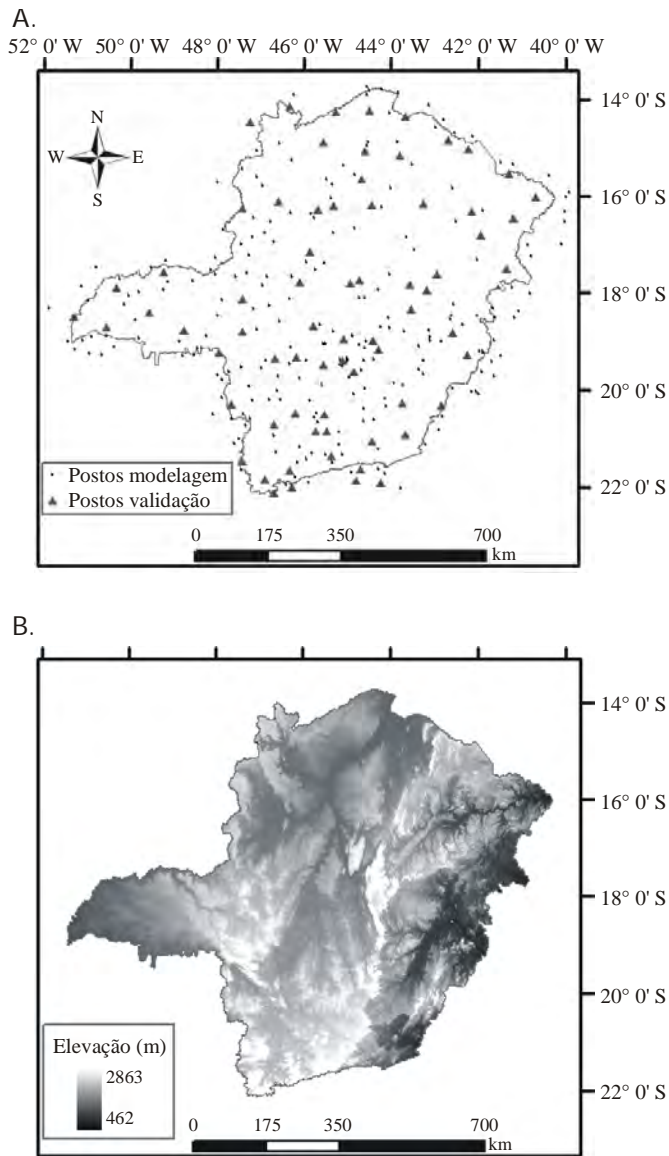 A.
52° 0' W 50° 0' W 48° 0' W 46° 0' W 44° 0' W 42° 0' W 40° 0' W
14° 0' S
N
W E
S
16° 0' S
18° 0' S
20° 0' S
Postos modelagem
Postos validação
22° 0' S
0 175 350 700
km
B.
14° 0' S
16° 0' S
18° 0' S
20° 0' S
Elevação (m)
2863
462
22° 0' S
0 175 350 700
km